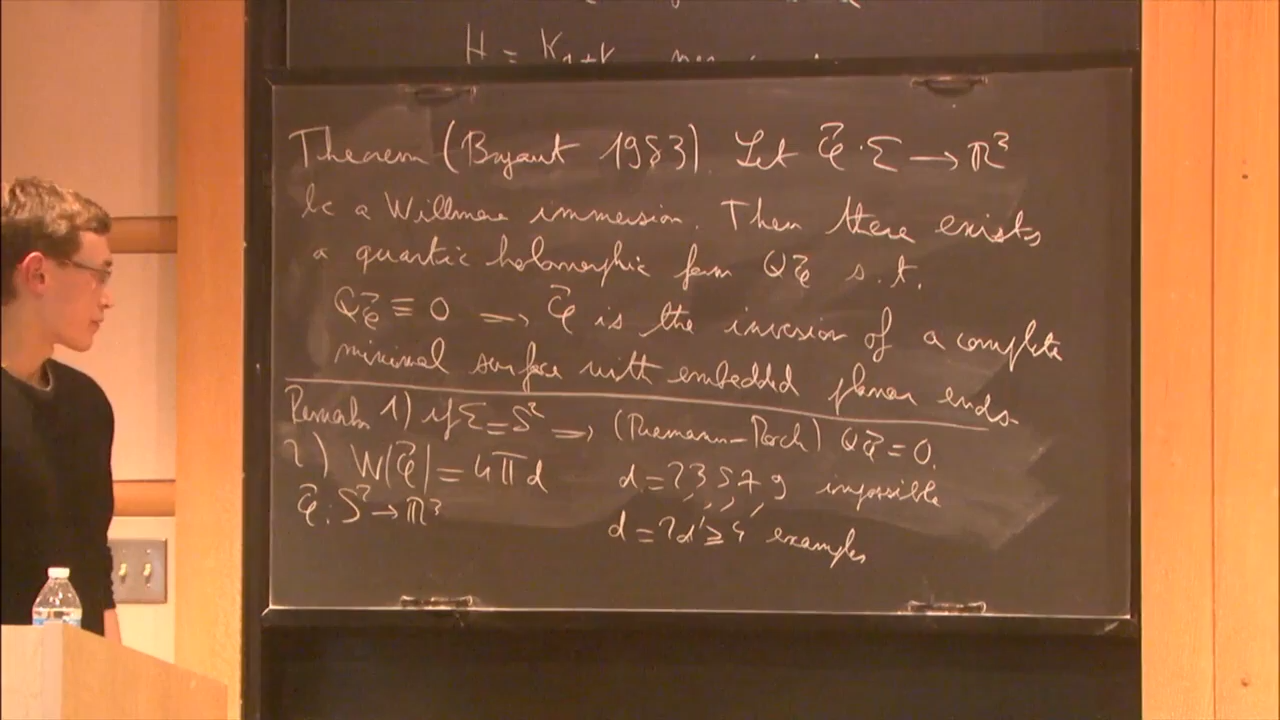 H = K₁+K
Theorem (Bryant 1983). Let Φ⃗ : Σ → ℝ³
be a Willmore immersion. Then there exists
a quartic holomorphic form Q_Φ⃗ s.t.
Q_Φ⃗ ≡ 0 ⇒ Φ⃗ is the inversion of a complete
minimal surface with embedded planar ends.
Remark 1) if Σ = S² ⇒ (Riemann-Roch) Q_Φ⃗ = 0.
2) W(Φ⃗) = 4πd d = 2,3,5,7,9 impossible
Φ⃗ : S² → ℝ³ d = 2d' ≥ 4 examples